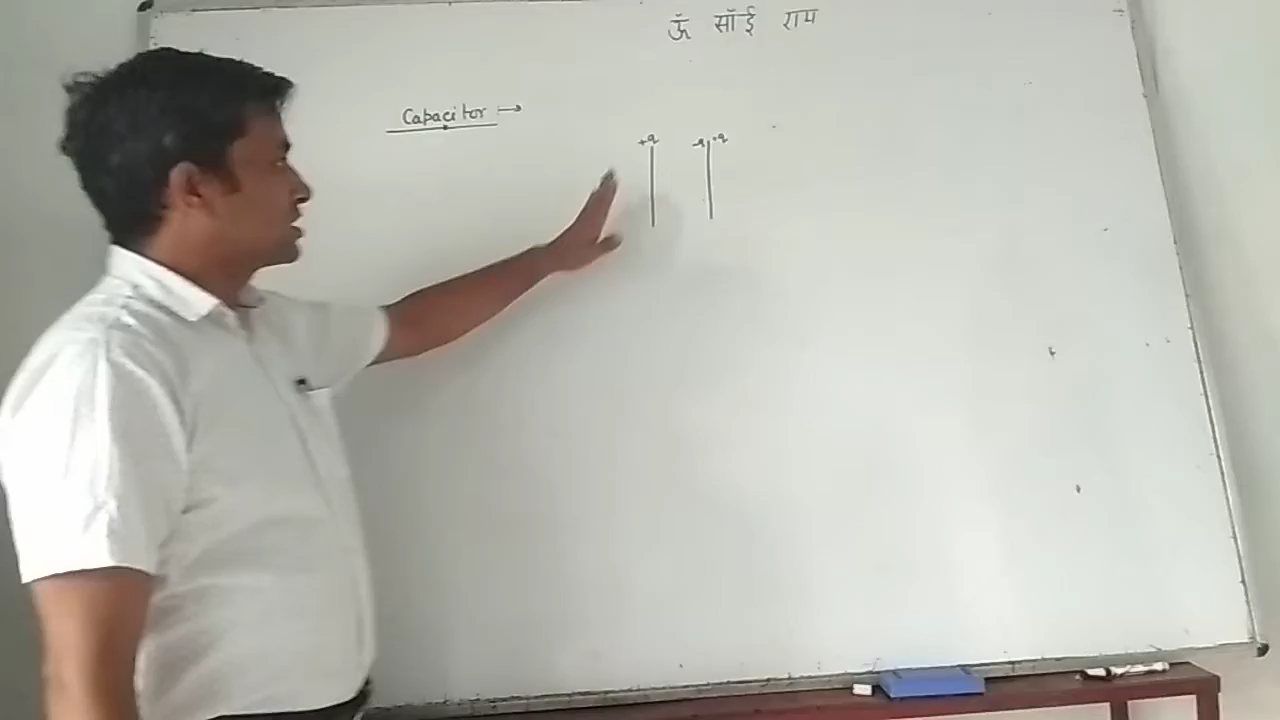 ऊँ सॉई राम
Capacitor →
+q -q +q